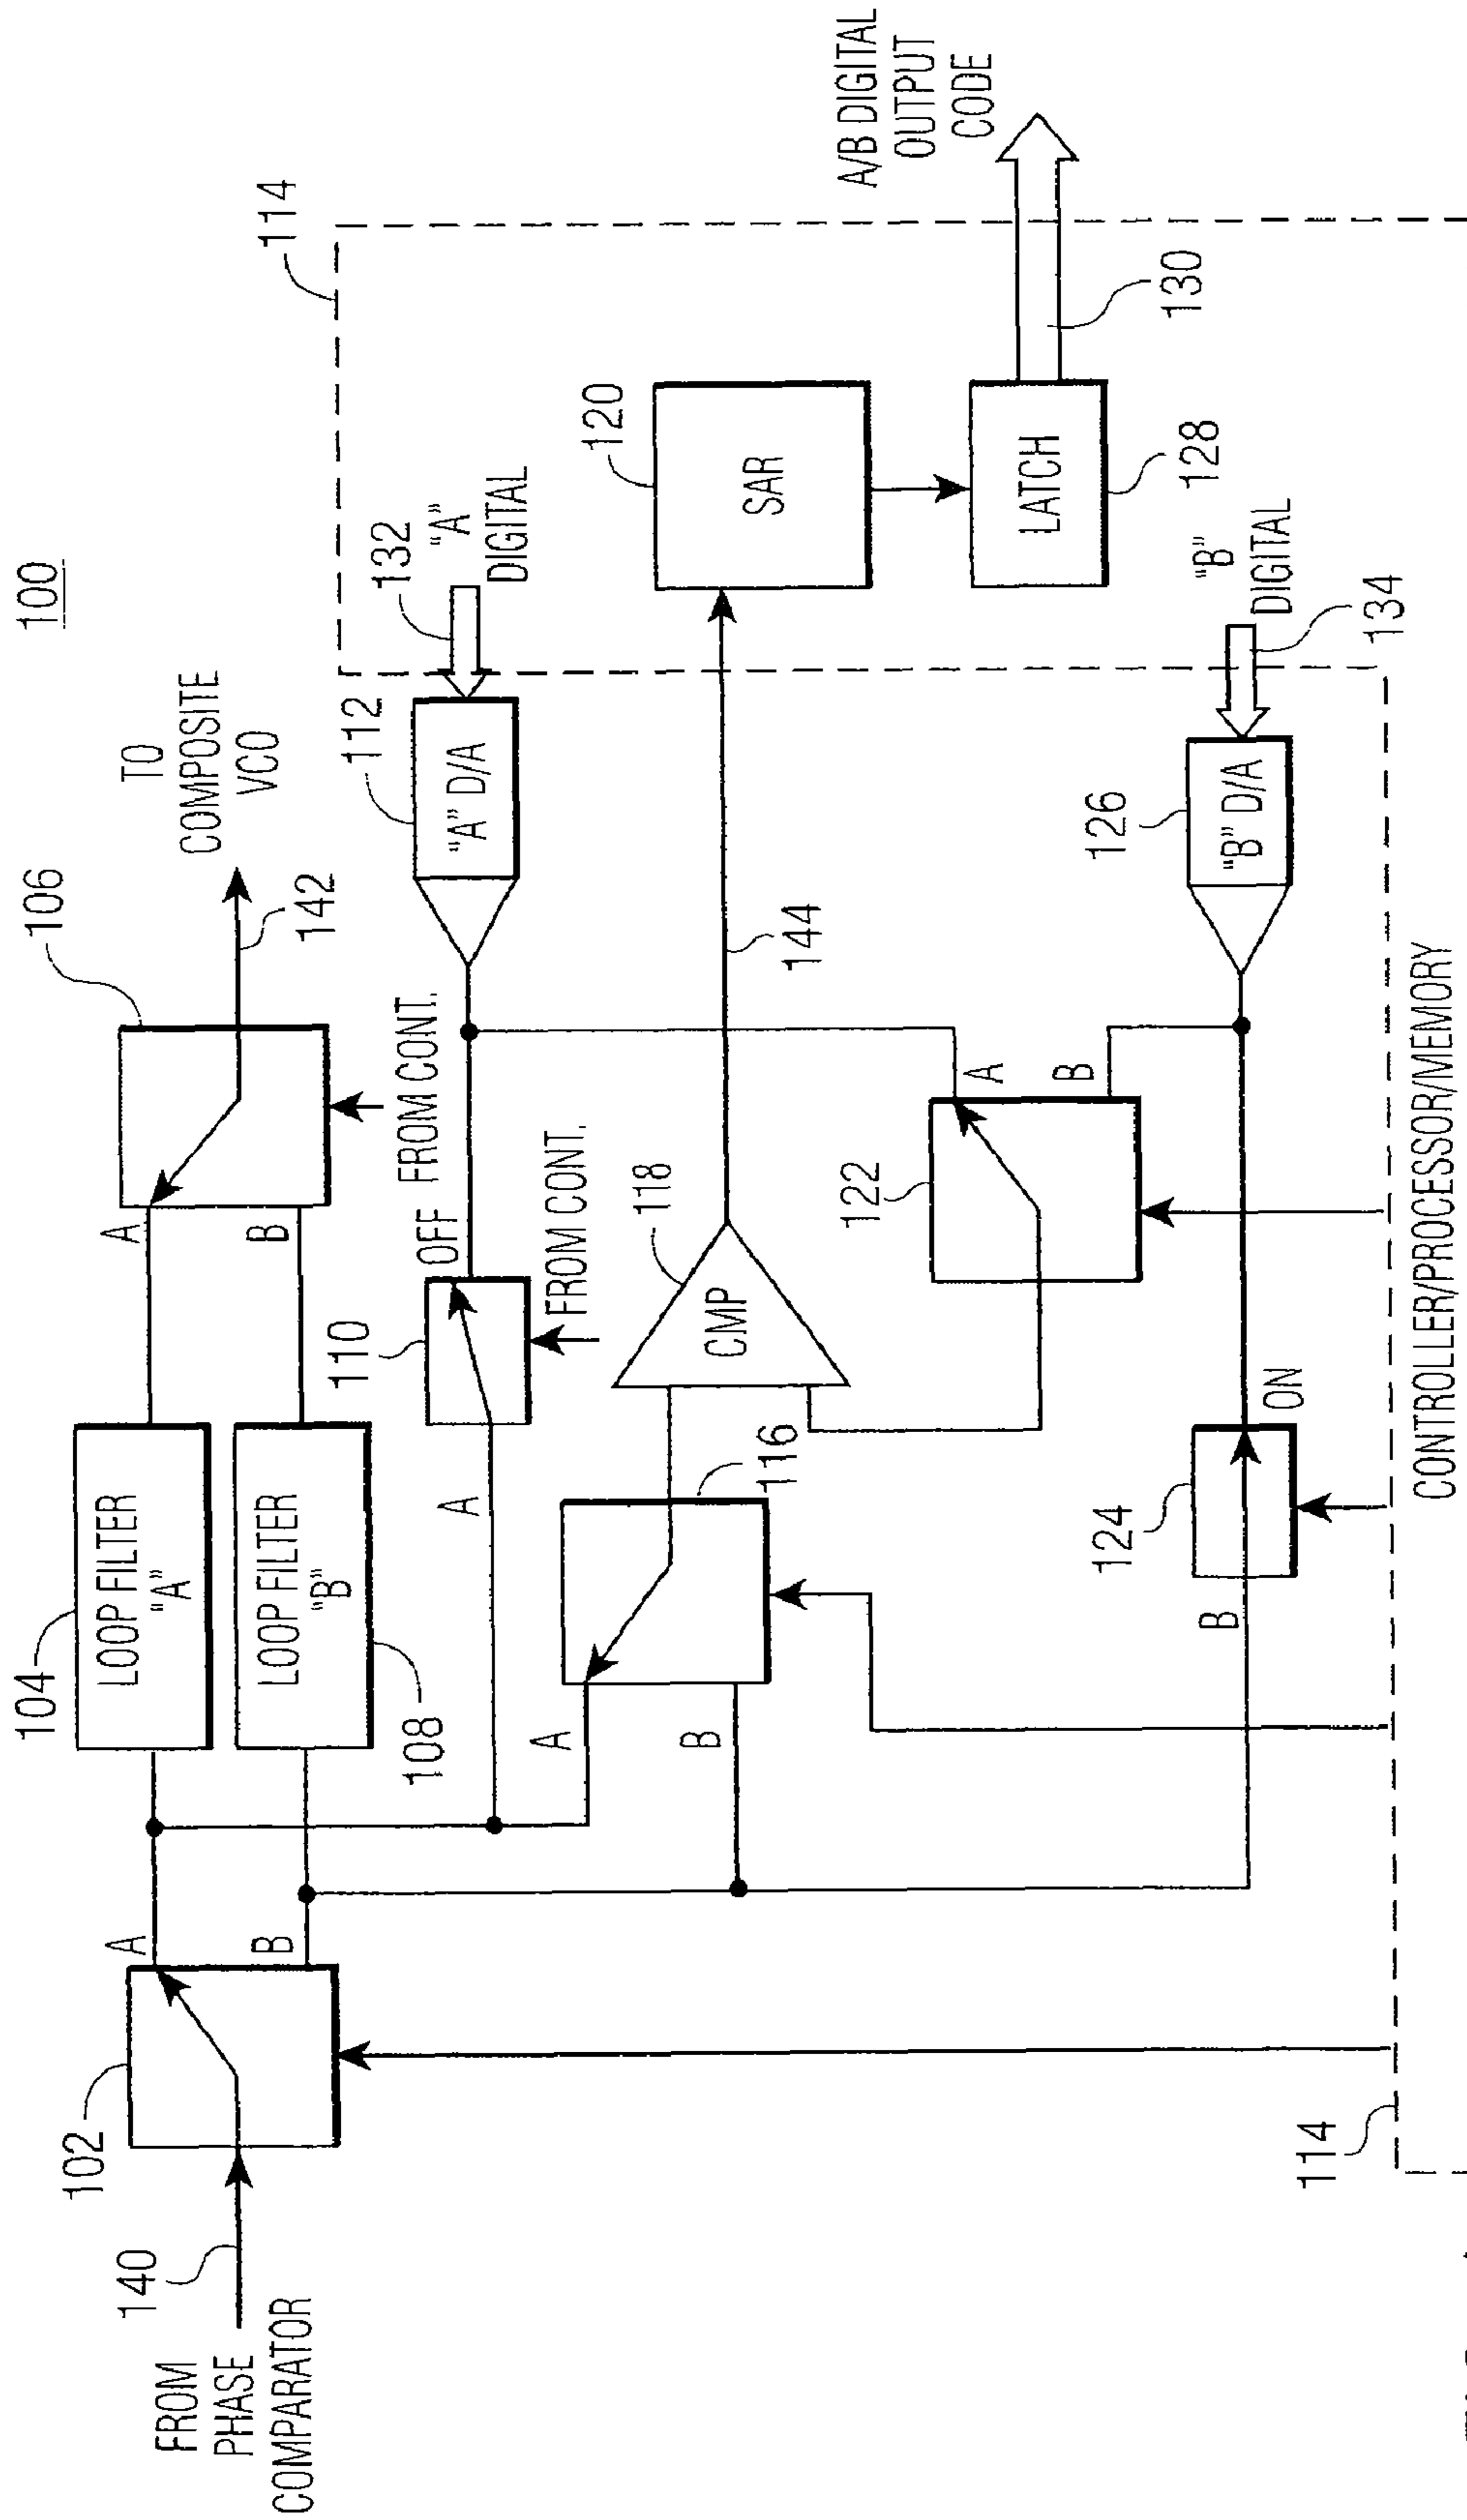 100
FROM
PHASE
COMPARATOR
140
102
A
B
104
LOOP FILTER
"A"
LOOP FILTER
"B"
108
A
B
106
TO
COMPOSITE
VCO
142
FROM CONT.
110
OFF
A
FROM CONT.
112
"A" D/A
132
"A"
DIGITAL
114
A
B
116
118
CMP
144
120
SAR
LATCH
128
130
A/B DIGITAL
OUTPUT
CODE
122
A
B
124
B
ON
126
"B" D/A
"B"
DIGITAL
134
114
CONTROLLER/PROCESSOR/MEMORY